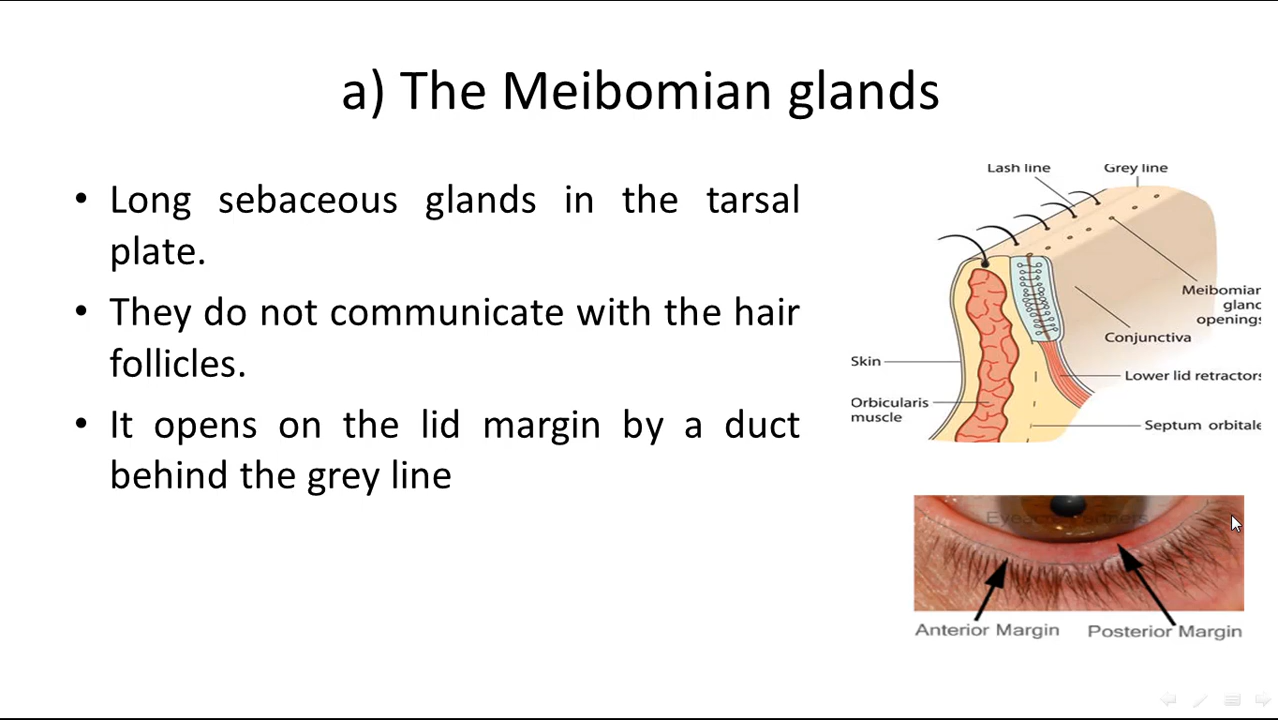 a) The Meibomian glands
• Long sebaceous glands in the tarsal
plate.
• They do not communicate with the hair
follicles.
• It opens on the lid margin by a duct
behind the grey line
Lash line
Grey line
Meibomian
gland
openings
Conjunctiva
Skin
Lower lid retractors
Orbicularis
muscle
Septum orbitale
Anterior Margin
Posterior Margin